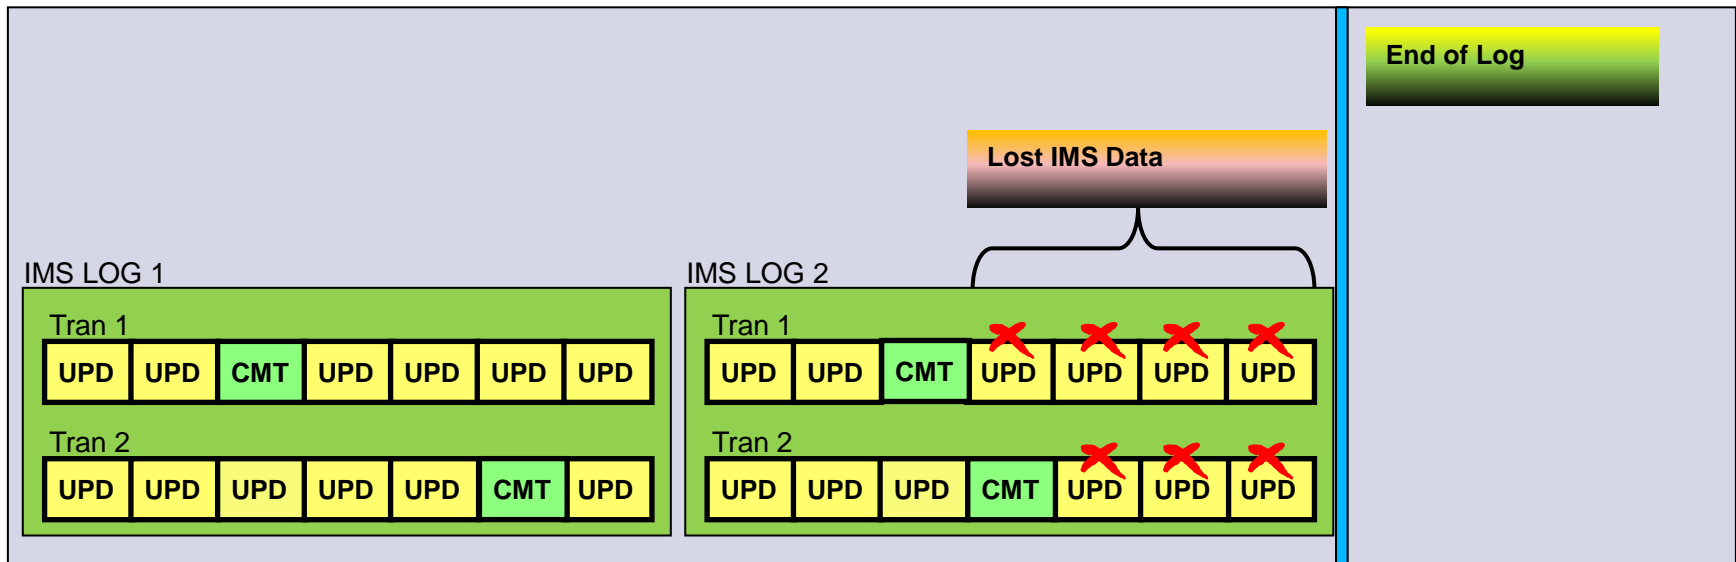 End of Log
Lost IMS Data
IMS LOG 1
Tran 1
UPD UPD CMT UPD UPD UPD UPD
Tran 2
UPD UPD UPD UPD UPD CMT UPD
IMS LOG 2
Tran 1
UPD UPD CMT UPD UPD UPD UPD
Tran 2
UPD UPD UPD CMT UPD UPD UPD